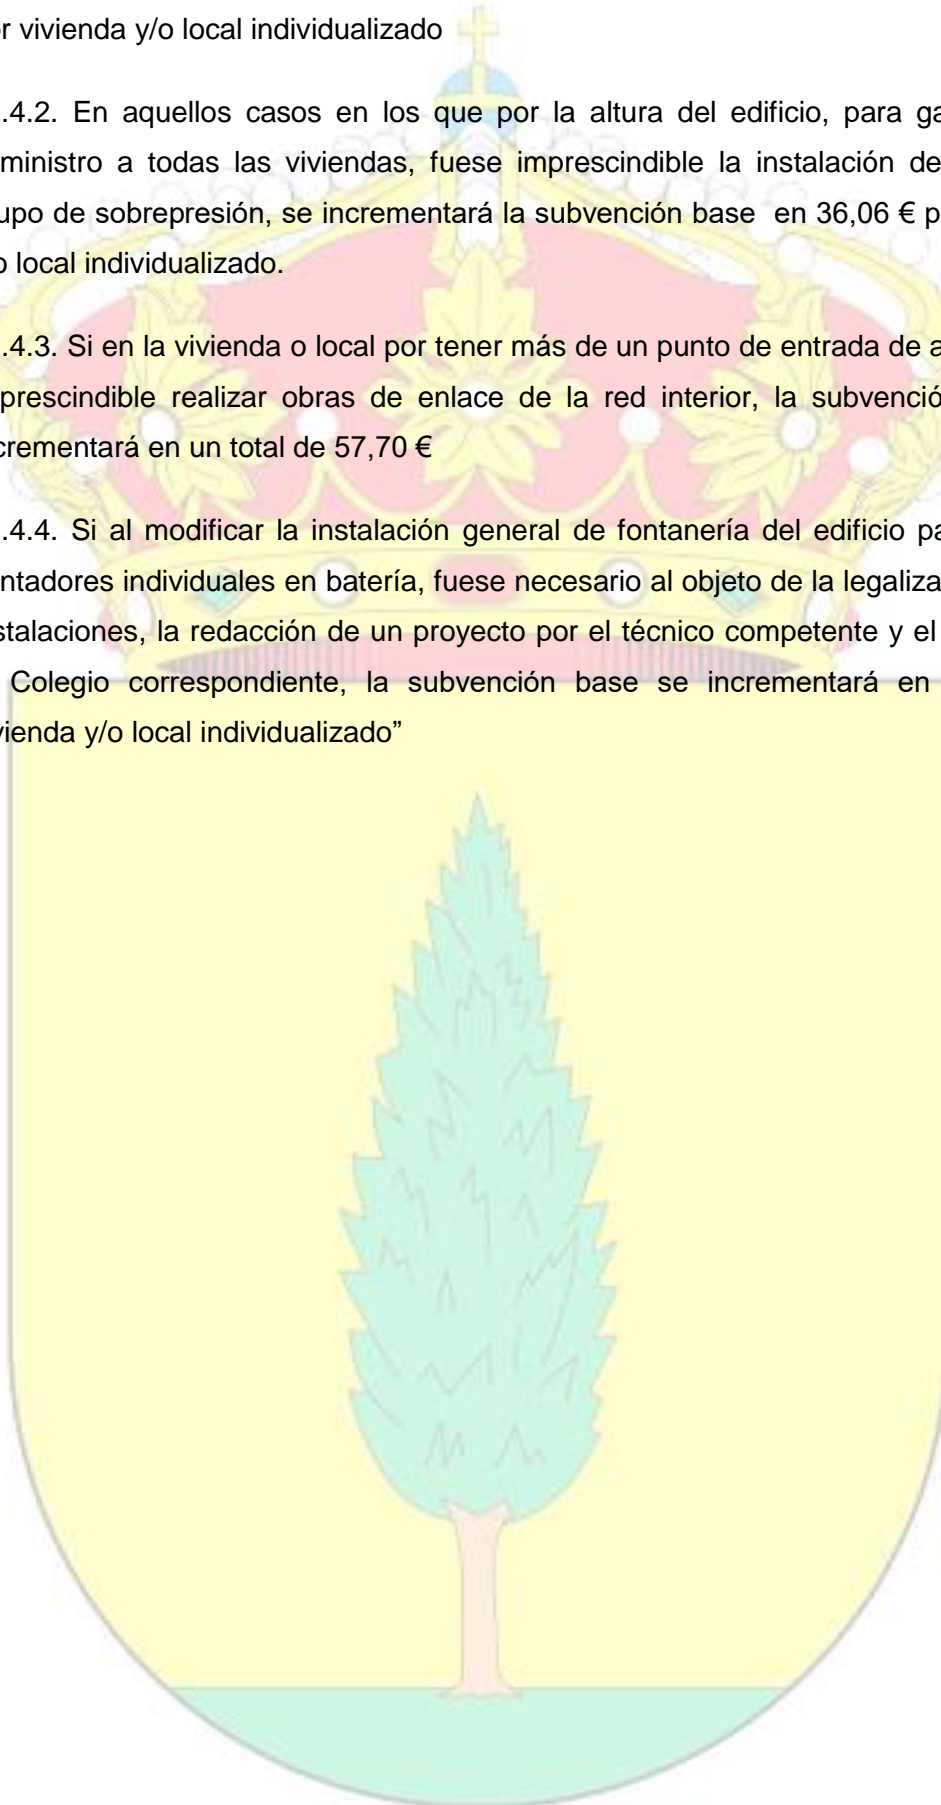 r vivienda y/o local individualizado
.4.2. En aquellos casos en los que por la altura del edificio, para ga
ministro a todas las viviendas, fuese imprescindible la instalación de
upo de sobrepresión, se incrementará la subvención base en 36,06 € p
o local individualizado.
.4.3. Si en la vivienda o local por tener más de un punto de entrada de a
prescindible realizar obras de enlace de la red interior, la subvenció
crementará en un total de 57,70 €
.4.4. Si al modificar la instalación general de fontanería del edificio pa
ntadores individuales en batería, fuese necesario al objeto de la legaliza
stalaciones, la redacción de un proyecto por el técnico competente y el
Colegio correspondiente, la subvención base se incrementará en
vienda y/o local individualizado”